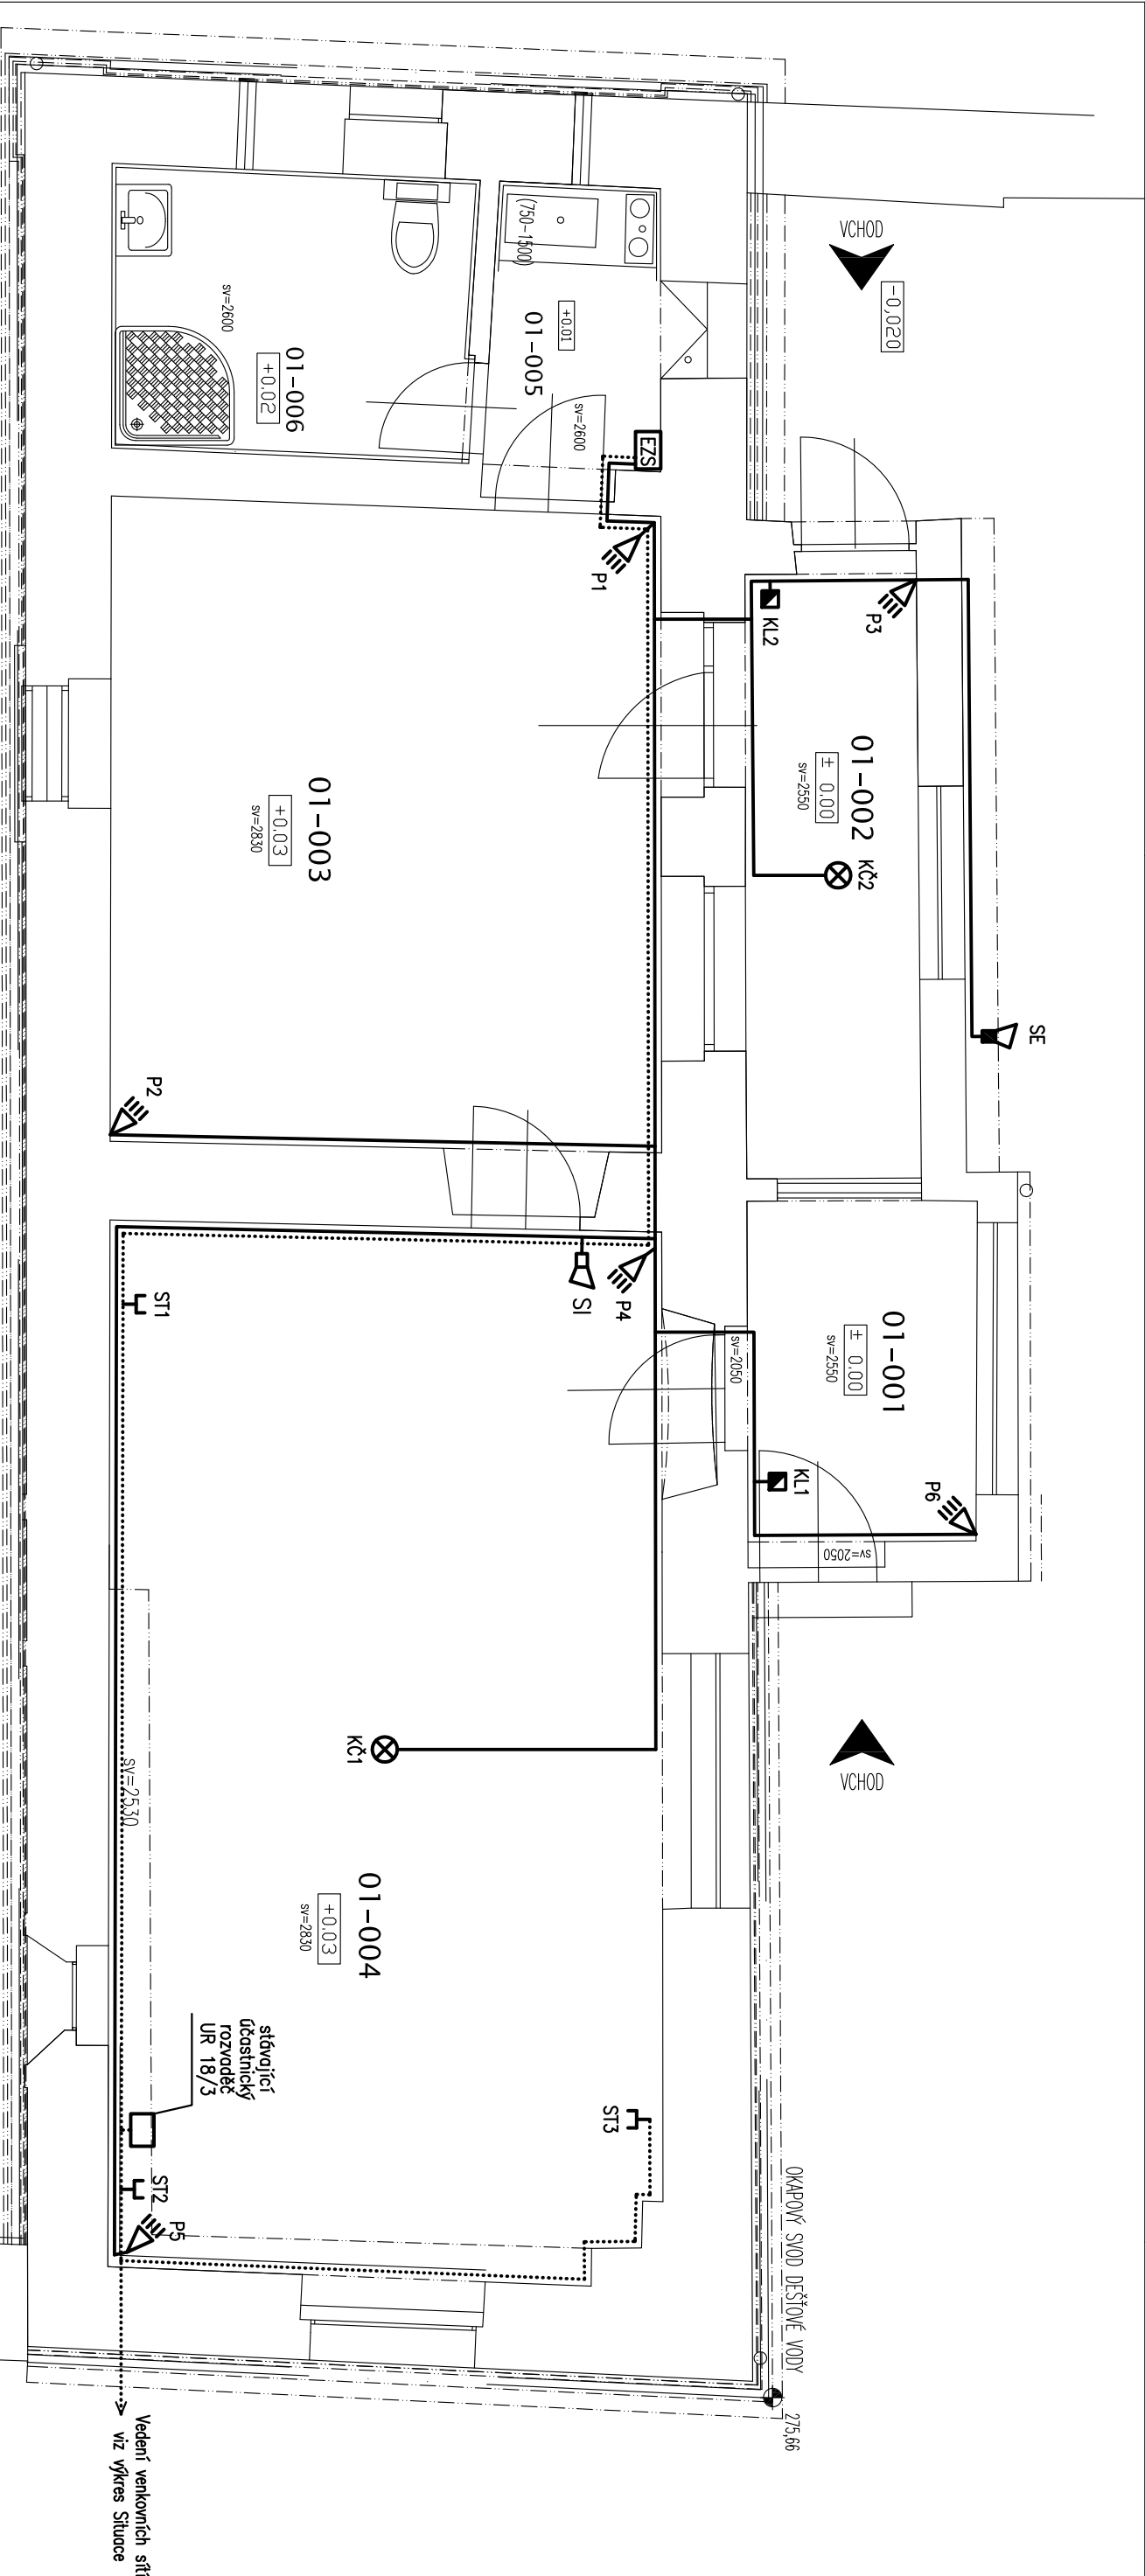 VCHOD
-0,020
(750-1500)
+0.01
01-005
sv=2600
sv=2600
01-006
+0,02
EZS
P1
KL2
P3
01-002
± 0,00
sv=2550
KČ2
01-003
+0,03
sv=2830
SE
P2
ST1
SI
P4
sv=2050
01-001
± 0,00
sv=2550
KL1
P6
sv=2050
KČ1
VCHOD
sv=2530
01-004
+0,03
sv=2830
stávající
účastnický
rozvaděč
UR 18/3
ST3
ST2
P5
OKAPOVÝ SVOD DEŠŤOVÉ VODY
275,66
Vedení venkovních sítí
viz výkres Situace